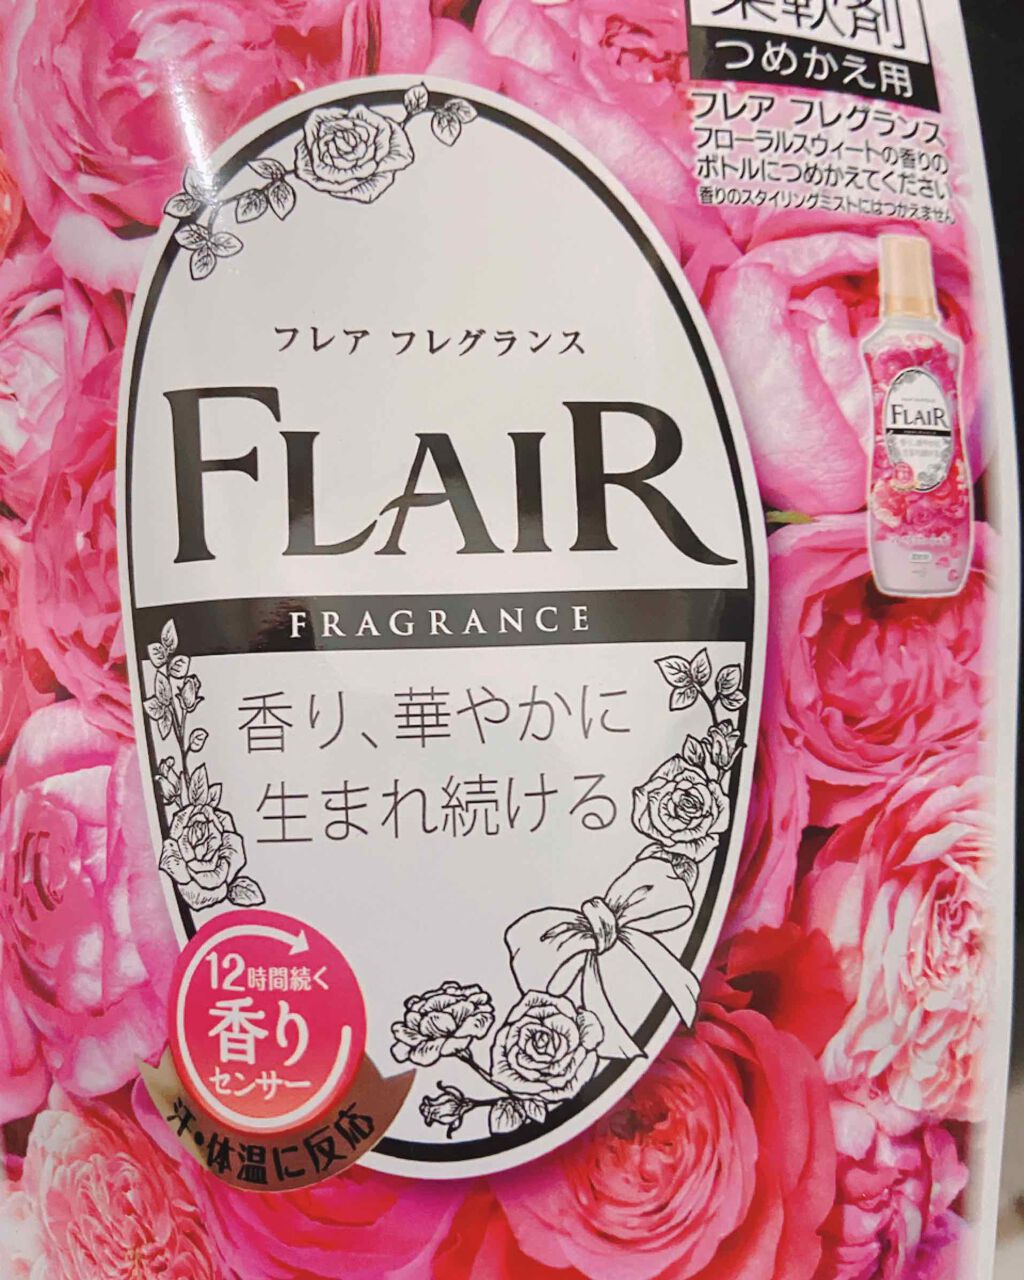 柔軟剤
つめかえ用
フレア フレグランス
フローラルスウィートの香りの
ボトルにつめかえてください
香りのスタイリングミストにはつかえません
フレア フレグランス
FLAIR
FRAGRANCE
香り、華やかに
生まれ続ける
FLAIR
12時間続く
香り
センサー
汗・体温に反応